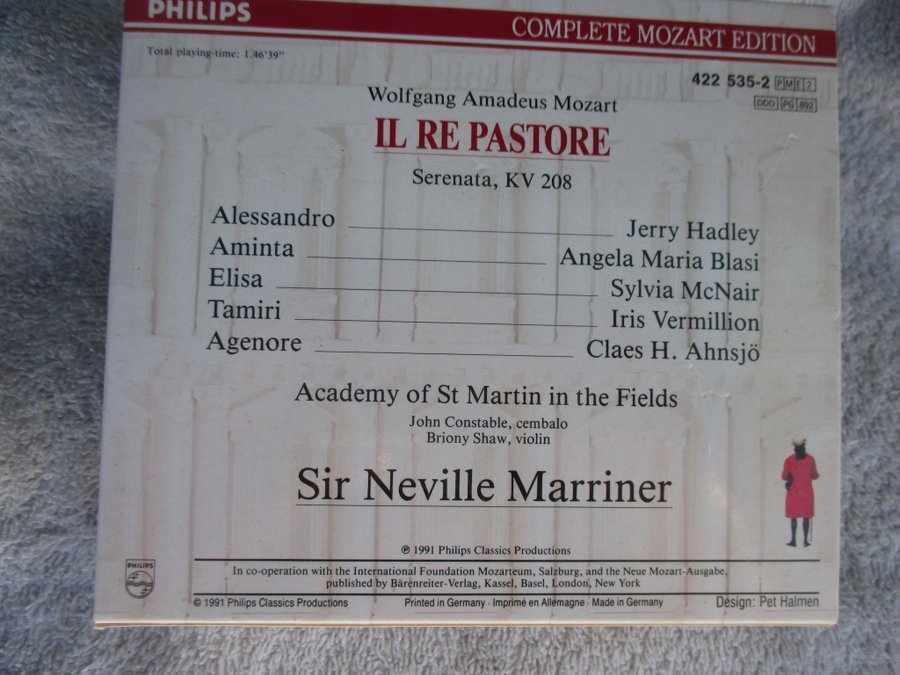 PHILIPS
COMPLETE MOZART EDITION
Total playing-time: 1.46'39"
422 535-2 PM E 2
DDD PG 892
Wolfgang Amadeus Mozart
IL RE PASTORE
Serenata, KV 208
Alessandro Jerry Hadley
Aminta Angela Maria Blasi
Elisa Sylvia McNair
Tamiri Iris Vermillion
Agenore Claes H. Ahnsjö
Academy of St Martin in the Fields
John Constable, cembalo
Briony Shaw, violin
Sir Neville Marriner
℗ 1991 Philips Classics Productions
PHILIPS
In co-operation with the International Foundation Mozarteum, Salzburg, and the Neue Mozart-Ausgabe,
published by Bärenreiter-Verlag, Kassel, Basel, London, New York
© 1991 Philips Classics Productions Printed in Germany · Imprimé en Allemagne · Made in Germany Design: Pet Halmen